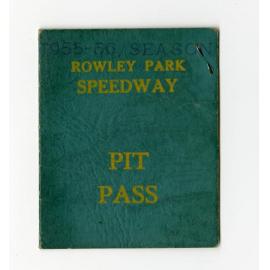 1955-56, SEASON
ROWLEY PARK
SPEEDWAY
PIT
PASS